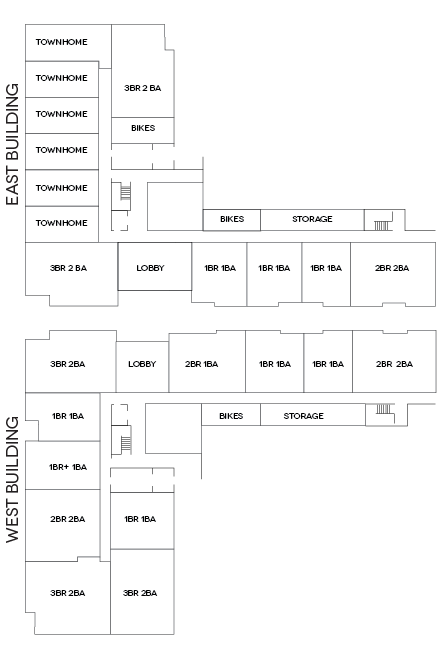 EAST BUILDING
TOWNHOME
TOWNHOME
3BR 2 BA
TOWNHOME
BIKES
TOWNHOME
TOWNHOME
TOWNHOME
BIKES
STORAGE
3BR 2 BA
LOBBY
1BR 1BA
1BR 1BA
1BR 1BA
2BR 2BA
WEST BUILDING
3BR 2BA
LOBBY
2BR 1BA
1BR 1BA
1BR 1BA
2BR 2BA
1BR 1BA
BIKES
STORAGE
1BR+ 1BA
2BR 2BA
1BR 1BA
3BR 2BA
3BR 2BA